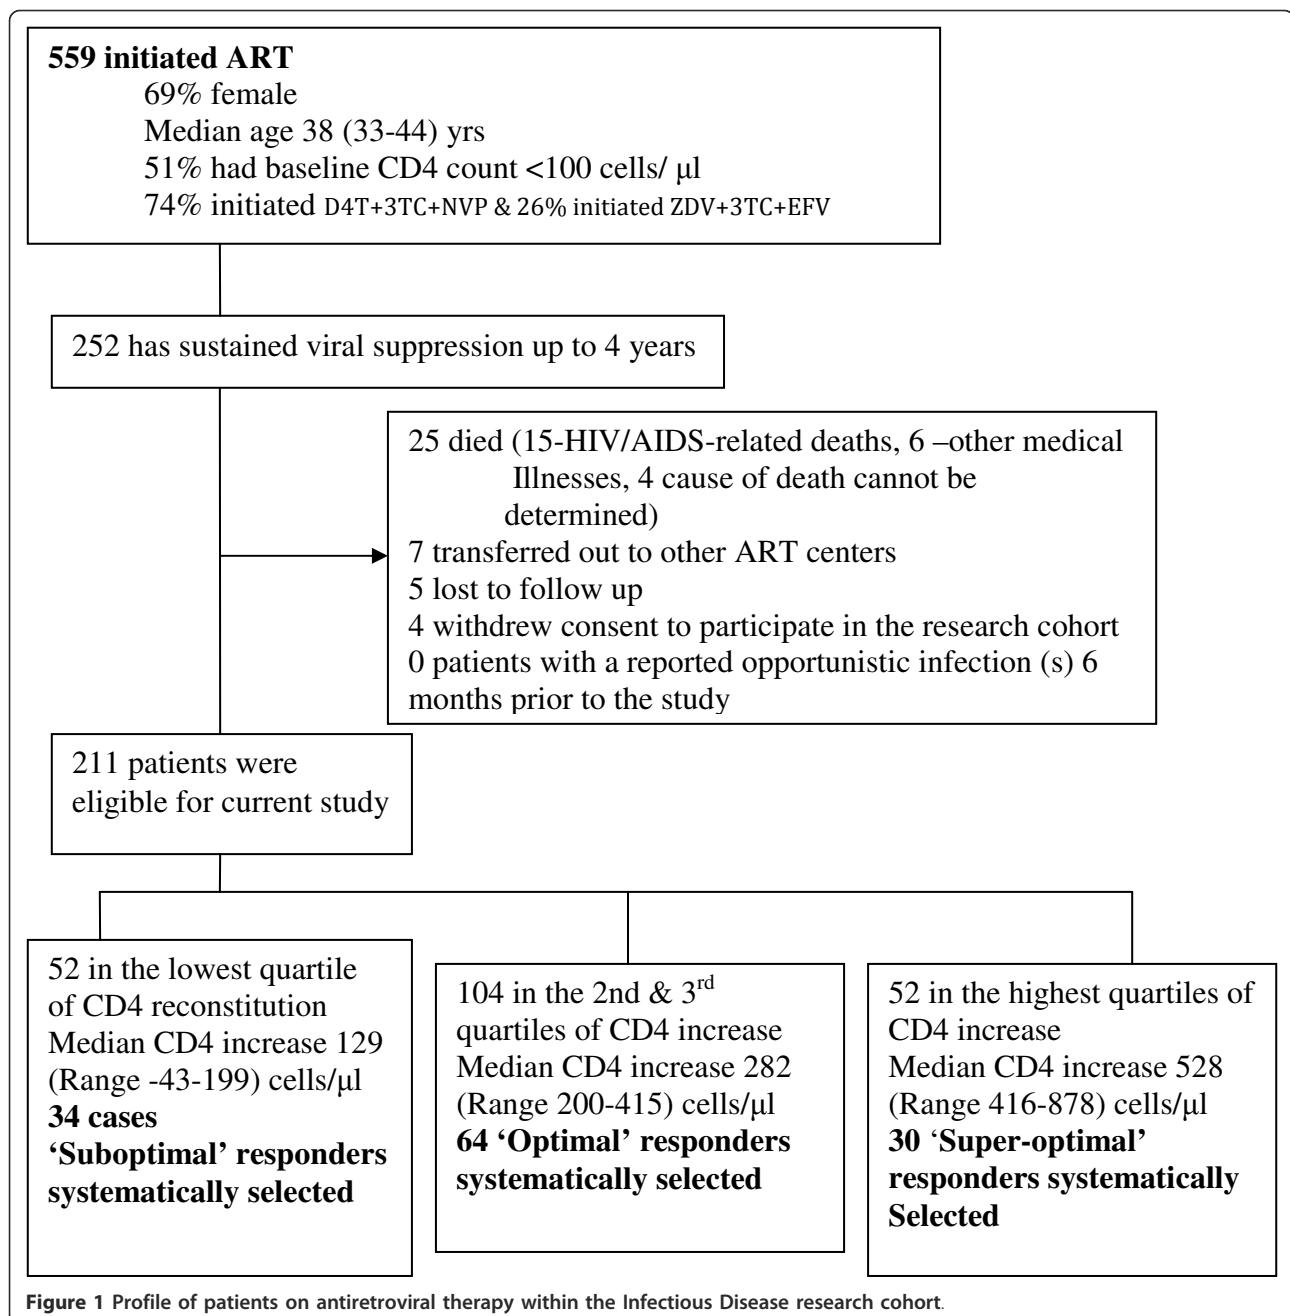 559 initiated ART
69% female
Median age 38 (33-44) yrs
51% had baseline CD4 count <100 cells/ µl
74% initiated D4T+3TC+NVP & 26% initiated ZDV+3TC+EFV
252 has sustained viral suppression up to 4 years
25 died (15-HIV/AIDS-related deaths, 6 –other medical
Illnesses, 4 cause of death cannot be
determined)
7 transferred out to other ART centers
5 lost to follow up
4 withdrew consent to participate in the research cohort
0 patients with a reported opportunistic infection (s) 6
months prior to the study
211 patients were
eligible for current study
52 in the lowest quartile
of CD4 reconstitution
Median CD4 increase 129
(Range -43-199) cells/µl
34 cases
‘Suboptimal’ responders
systematically selected
104 in the 2nd & 3rd
quartiles of CD4 increase
Median CD4 increase 282
(Range 200-415) cells/µl
64 ‘Optimal’ responders
systematically selected
52 in the highest quartiles of
CD4 increase
Median CD4 increase 528
(Range 416-878) cells/µl
30 ‘Super-optimal’
responders systematically
Selected
Figure 1 Profile of patients on antiretroviral therapy within the Infectious Disease research cohort.